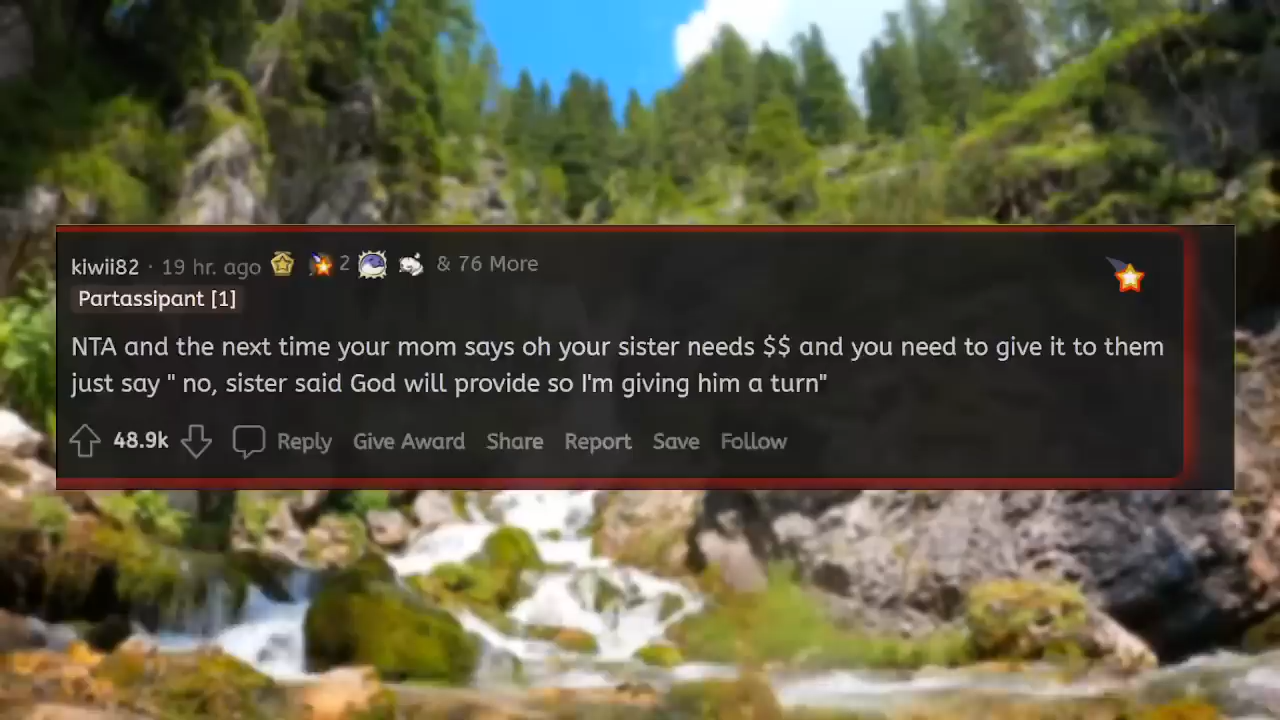 kiwii82 · 19 hr. ago 2 & 76 More
Partassipant [1]
NTA and the next time your mom says oh your sister needs $$ and you need to give it to them
just say " no, sister said God will provide so I'm giving him a turn"
48.9k Reply Give Award Share Report Save Follow